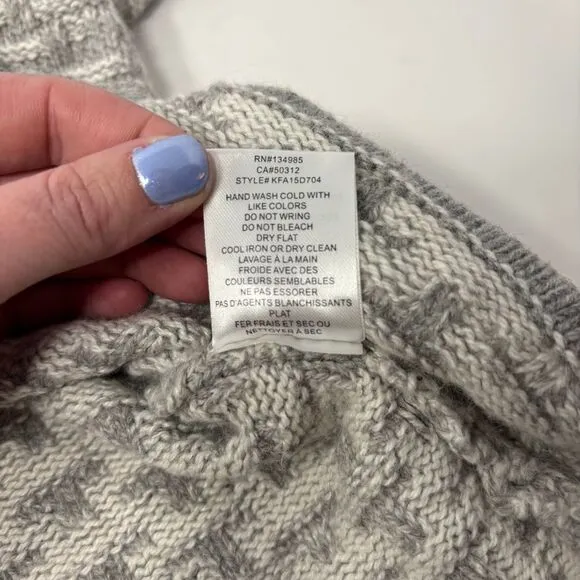 RN#134985
CA#50312
STYLE# KFA15D704
HAND WASH COLD WITH
LIKE COLORS
DO NOT WRING
DO NOT BLEACH
DRY FLAT
COOL IRON OR DRY CLEAN
LAVAGE À LA MAIN
FROIDE AVEC DES
COULEURS SEMBLABLES
NE PAS ESSORER
PAS D'AGENTS BLANCHISSANTS
PLAT
FER FRAIS ET SEC OU
NETTOYER À SEC